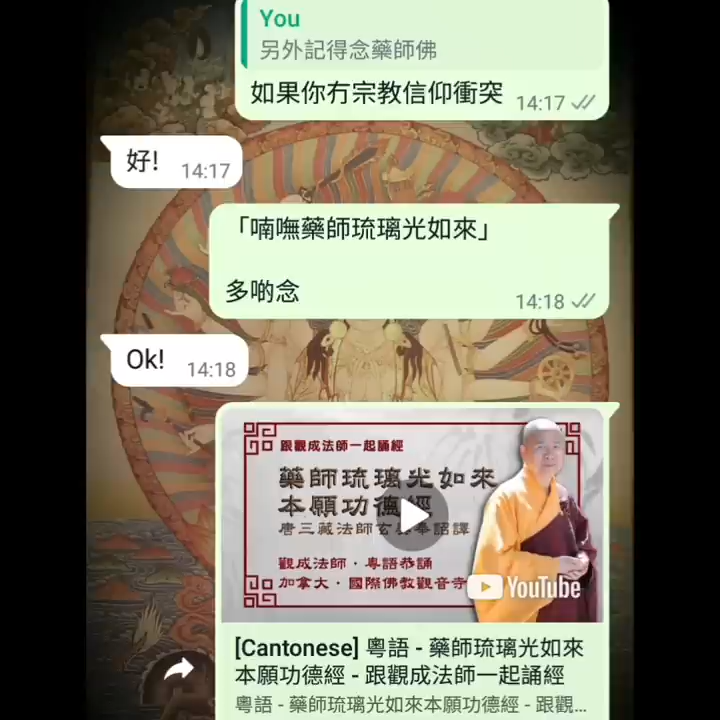 You
另外記得念藥師佛
如果你冇宗教信仰衝突 14:17
好! 14:17
「喃嘸藥師琉璃光如來」
多啲念 14:18
Ok! 14:18
跟觀成法師一起誦經
藥師琉璃光如來
本願功德經
唐三藏法師玄奘奉詔譯
觀成法師·粵語恭誦
加拿大·國際佛教觀音寺
YouTube
[Cantonese] 粵語 - 藥師琉璃光如來
本願功德經 - 跟觀成法師一起誦經
粵語 - 藥師琉璃光如來本願功德經 - 跟觀...